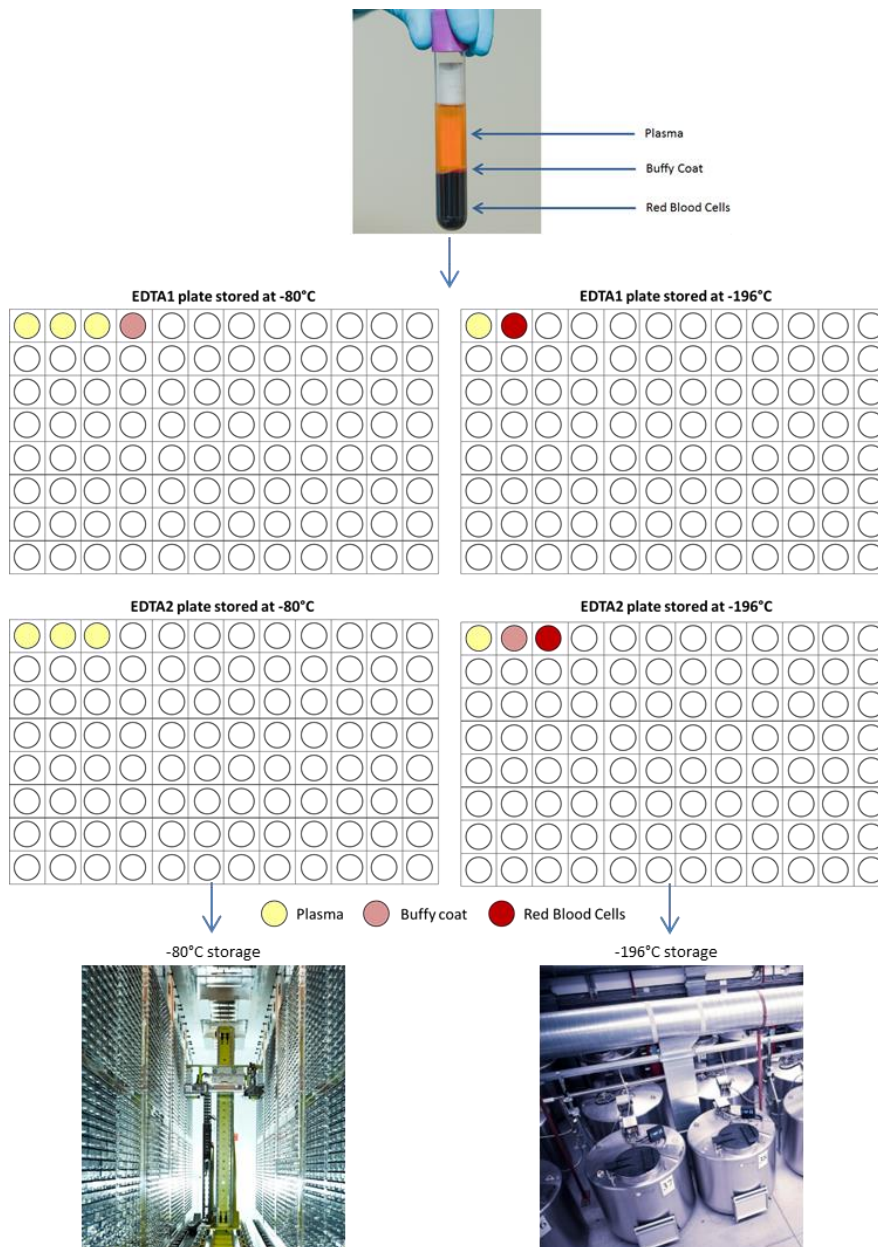 Plasma
Buffy Coat
Red Blood Cells
EDTA1 plate stored at -80°C
EDTA1 plate stored at -196°C
EDTA2 plate stored at -80°C
EDTA2 plate stored at -196°C
Plasma
Buffy coat
Red Blood Cells
-80°C storage
-196°C storage
37